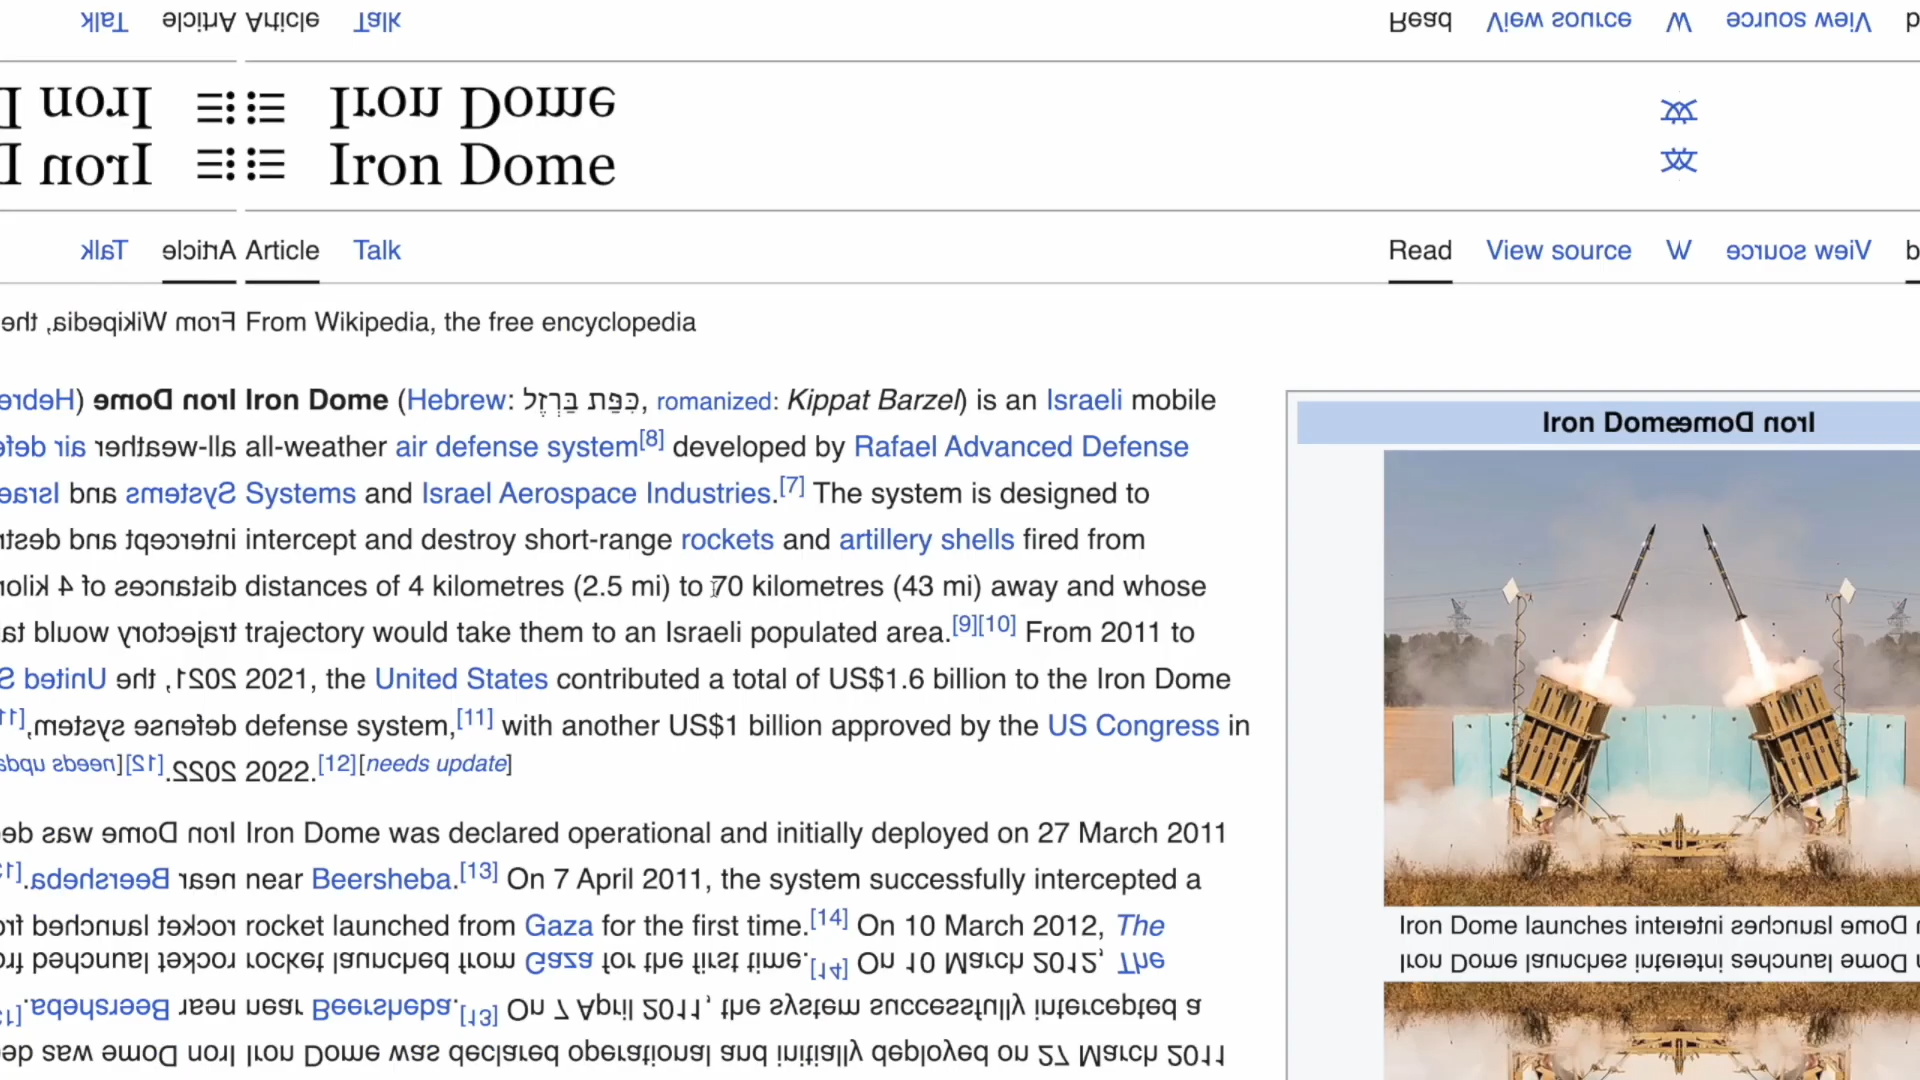 Iron Dome
Article Talk Read View source
From Wikipedia, the free encyclopedia
Iron Dome (Hebrew: כִּפַּת בַּרְזֶל, romanized: Kippat Barzel) is an Israeli mobile
all-weather air defense system[8] developed by Rafael Advanced Defense
Systems and Israel Aerospace Industries.[7] The system is designed to
intercept and destroy short-range rockets and artillery shells fired from
distances of 4 kilometres (2.5 mi) to 70 kilometres (43 mi) away and whose
trajectory would take them to an Israeli populated area.[9][10] From 2011 to
2021, the United States contributed a total of US$1.6 billion to the Iron Dome
defense system,[11] with another US$1 billion approved by the US Congress in
2022.[12][needs update]
Iron Dome was declared operational and initially deployed on 27 March 2011
near Beersheba.[13] On 7 April 2011, the system successfully intercepted a
rocket launched from Gaza for the first time.[14] On 10 March 2012, The
Iron Dome
Iron Dome launches